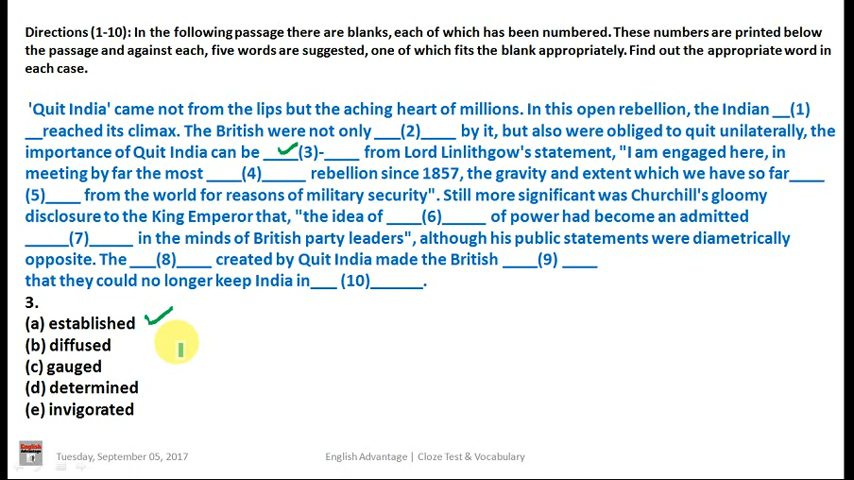 Directions (1-10): In the following passage there are blanks, each of which has been numbered. These numbers are printed below
the passage and against each, five words are suggested, one of which fits the blank appropriately. Find out the appropriate word in
each case.
'Quit India' came not from the lips but the aching heart of millions. In this open rebellion, the Indian __(1)
__reached its climax. The British were not only ___(2)____ by it, but also were obliged to quit unilaterally, the
importance of Quit India can be ____(3)-____ from Lord Linlithgow's statement, "I am engaged here, in
meeting by far the most ____(4)_____ rebellion since 1857, the gravity and extent which we have so far____
(5)____ from the world for reasons of military security". Still more significant was Churchill's gloomy
disclosure to the King Emperor that, "the idea of ____(6)_____ of power had become an admitted
_____(7)_____ in the minds of British party leaders", although his public statements were diametrically
opposite. The ___(8)____ created by Quit India made the British ____(9) ____
that they could no longer keep India in___ (10)______.
3.
(a) established
(b) diffused
(c) gauged
(d) determined
(e) invigorated
English
Advantage
Tuesday, September 05, 2017
English Advantage | Cloze Test & Vocabulary